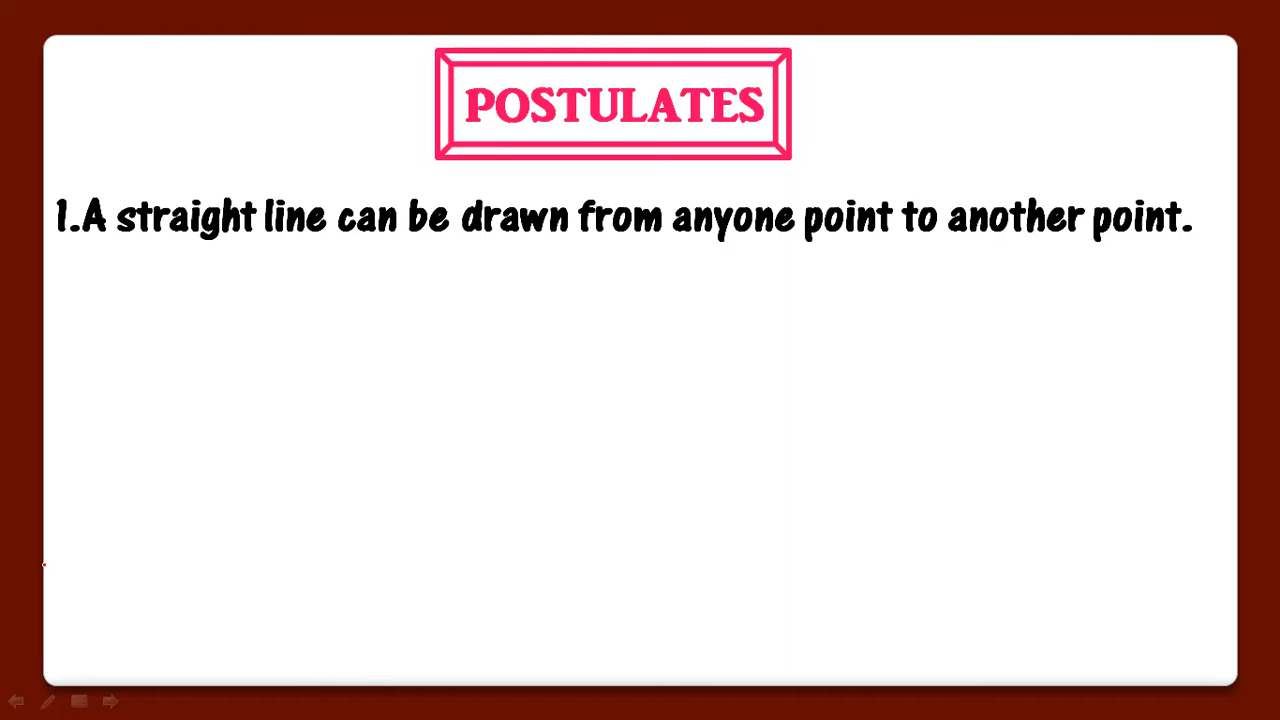 POSTULATES
1.A straight line can be drawn from anyone point to another point.